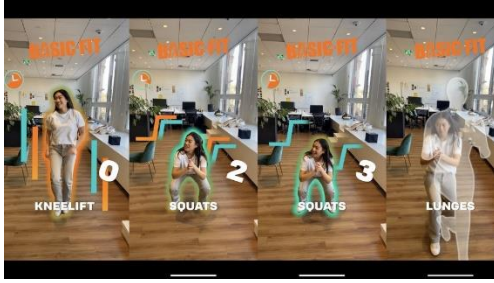 BASIC FIT
0
KNEELIFT
BASIC FIT
2
SQUATS
BASIC FIT
3
SQUATS
BASIC FIT
LUNGES